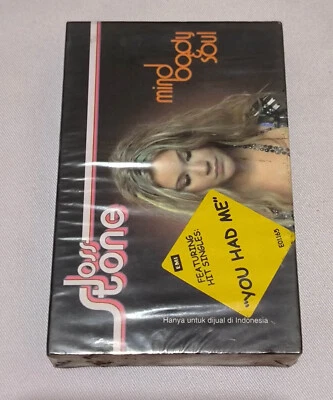 joss
stone
mind
body
& soul
EMI
FEATURING
HIT SINGLES:
"YOU HAD ME"
Hanya untuk dijual di Indonesia